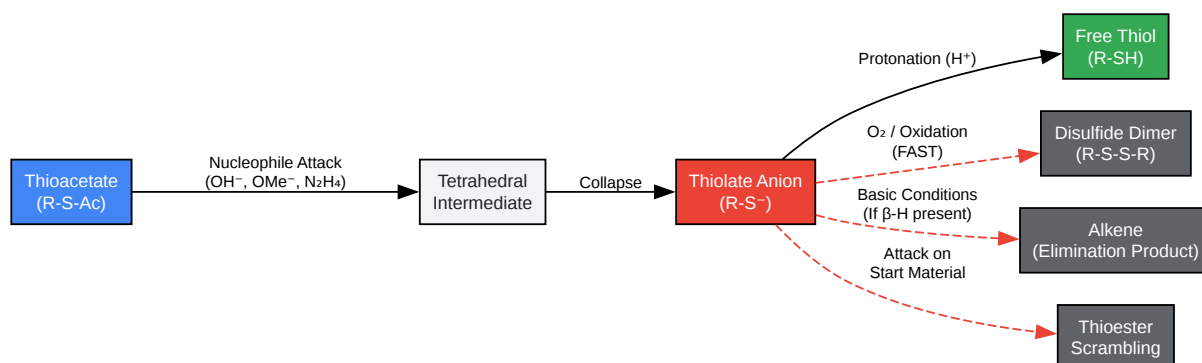 Thioacetate
(R-S-Ac)
Nucleophile Attack
(OH⁻, OMe⁻, N₂H₄)
Tetrahedral
Intermediate
Collapse
Thiolate Anion
(R-S⁻)
Protonation (H⁺)
Free Thiol
(R-SH)
O₂ / Oxidation
(FAST)
Disulfide Dimer
(R-S-S-R)
Basic Conditions
(If β-H present)
Alkene
(Elimination Product)
Attack on
Start Material
Thioester
Scrambling